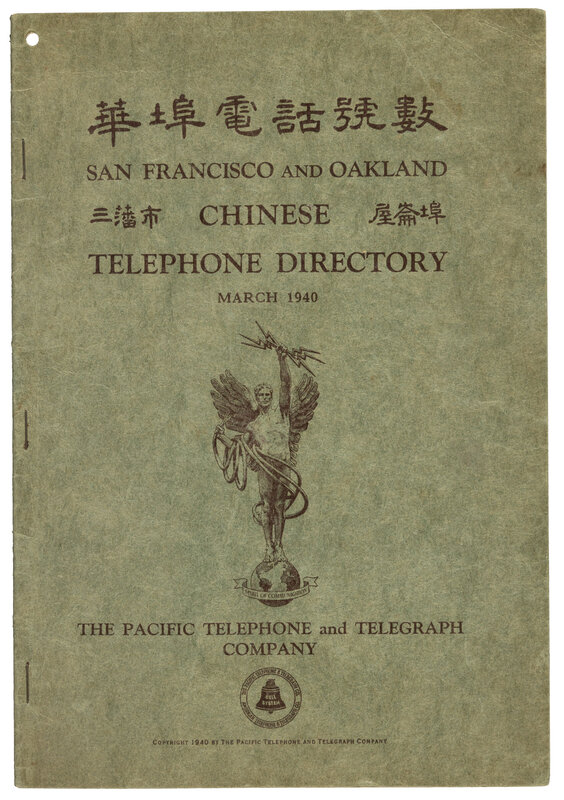 華埠電話號數
SAN FRANCISCO AND OAKLAND
三藩市 CHINESE 屋崙埠
TELEPHONE DIRECTORY
MARCH 1940
SPIRIT OF COMMUNICATION
THE PACIFIC TELEPHONE and TELEGRAPH
COMPANY
BELL
SYSTEM
COPYRIGHT 1940 BY THE PACIFIC TELEPHONE AND TELEGRAPH COMPANY